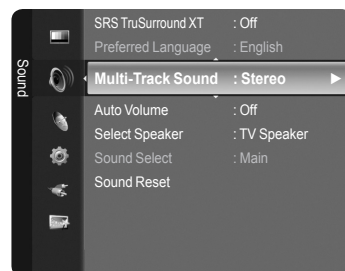 Sound
SRS TruSurround XT : Off
Preferred Language : English
Multi-Track Sound : Stereo
Auto Volume : Off
Select Speaker : TV Speaker
Sound Select : Main
Sound Reset